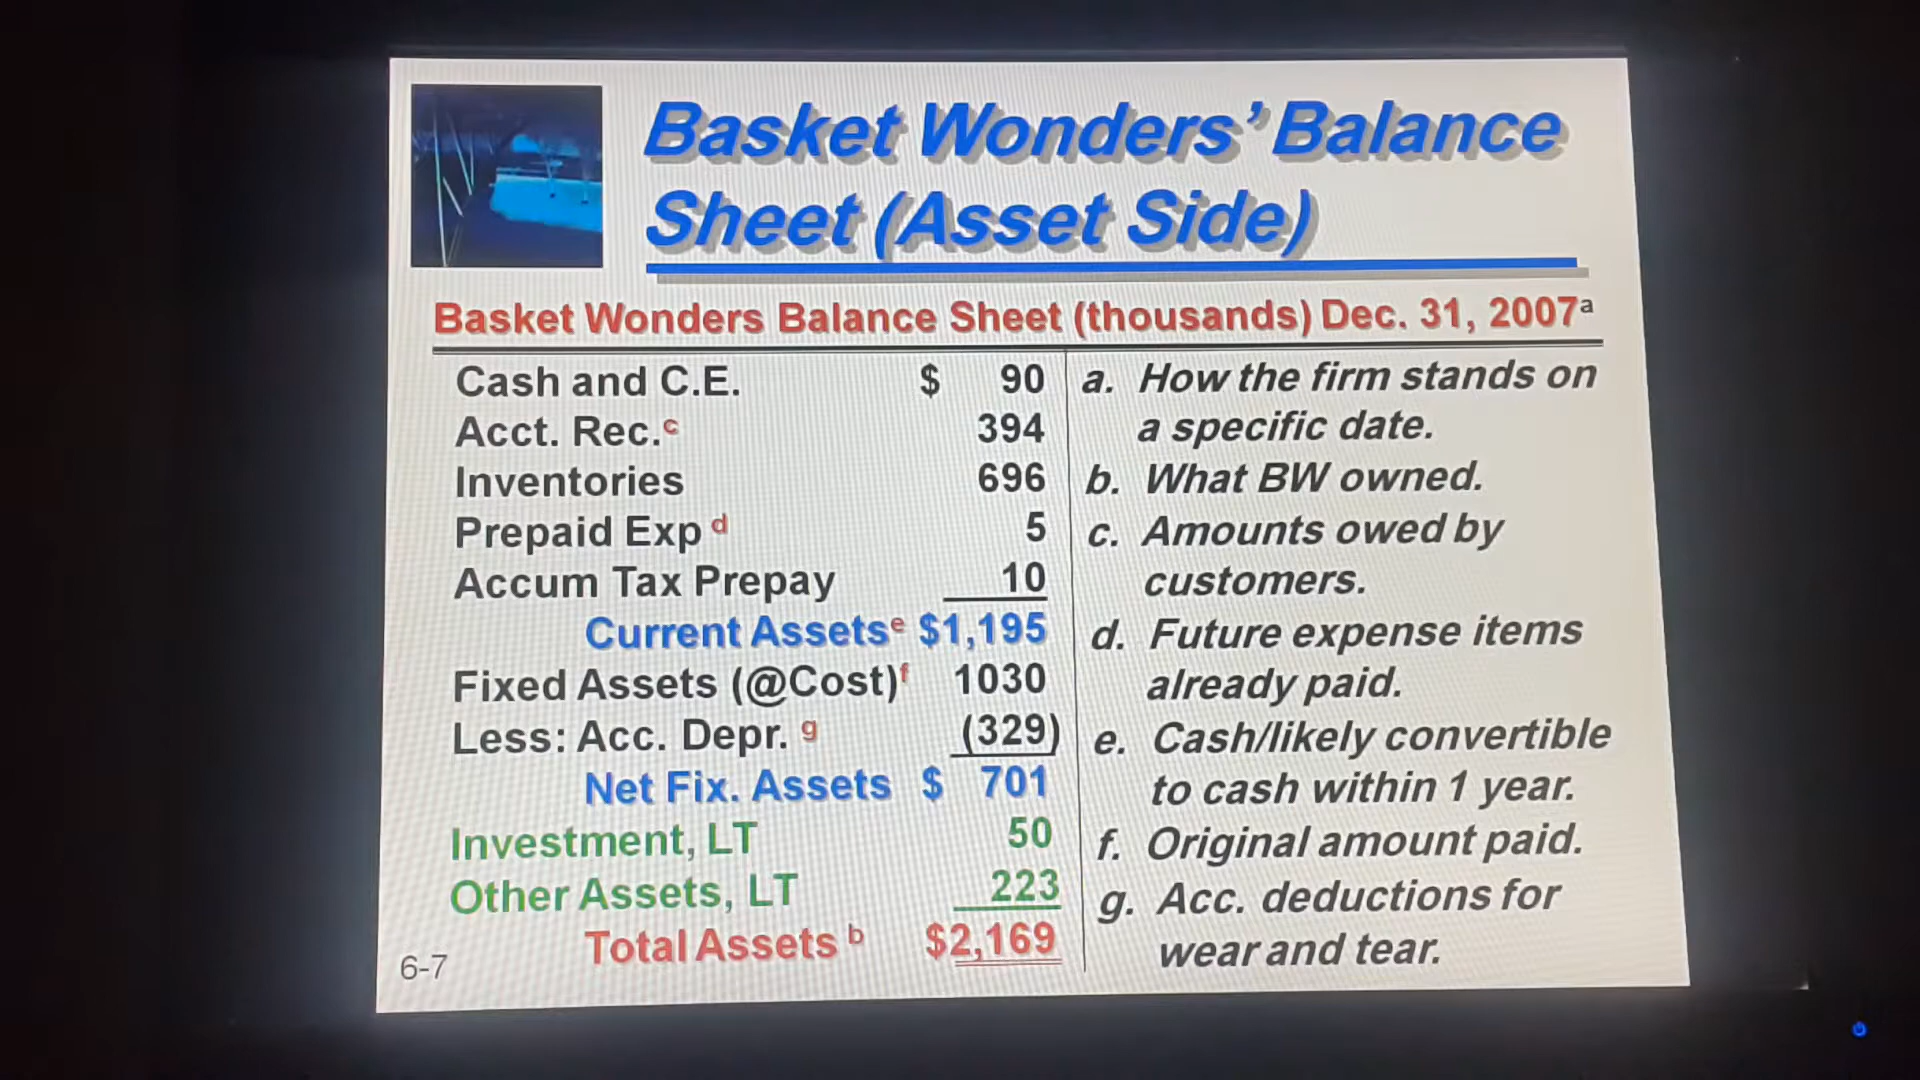 Basket Wonders’ Balance
Sheet (Asset Side)
Basket Wonders Balance Sheet (thousands) Dec. 31, 2007a
Cash and C.E. $ 90
Acct. Rec.c 394
Inventories 696
Prepaid Exp d 5
Accum Tax Prepay 10
Current Assetse $1,195
Fixed Assets (@Cost)f 1030
Less: Acc. Depr. g (329)
Net Fix. Assets $ 701
Investment, LT 50
Other Assets, LT 223
Total Assets b $2,169
a. How the firm stands on
a specific date.
b. What BW owned.
c. Amounts owed by
customers.
d. Future expense items
already paid.
e. Cash/likely convertible
to cash within 1 year.
f. Original amount paid.
g. Acc. deductions for
wear and tear.
6-7